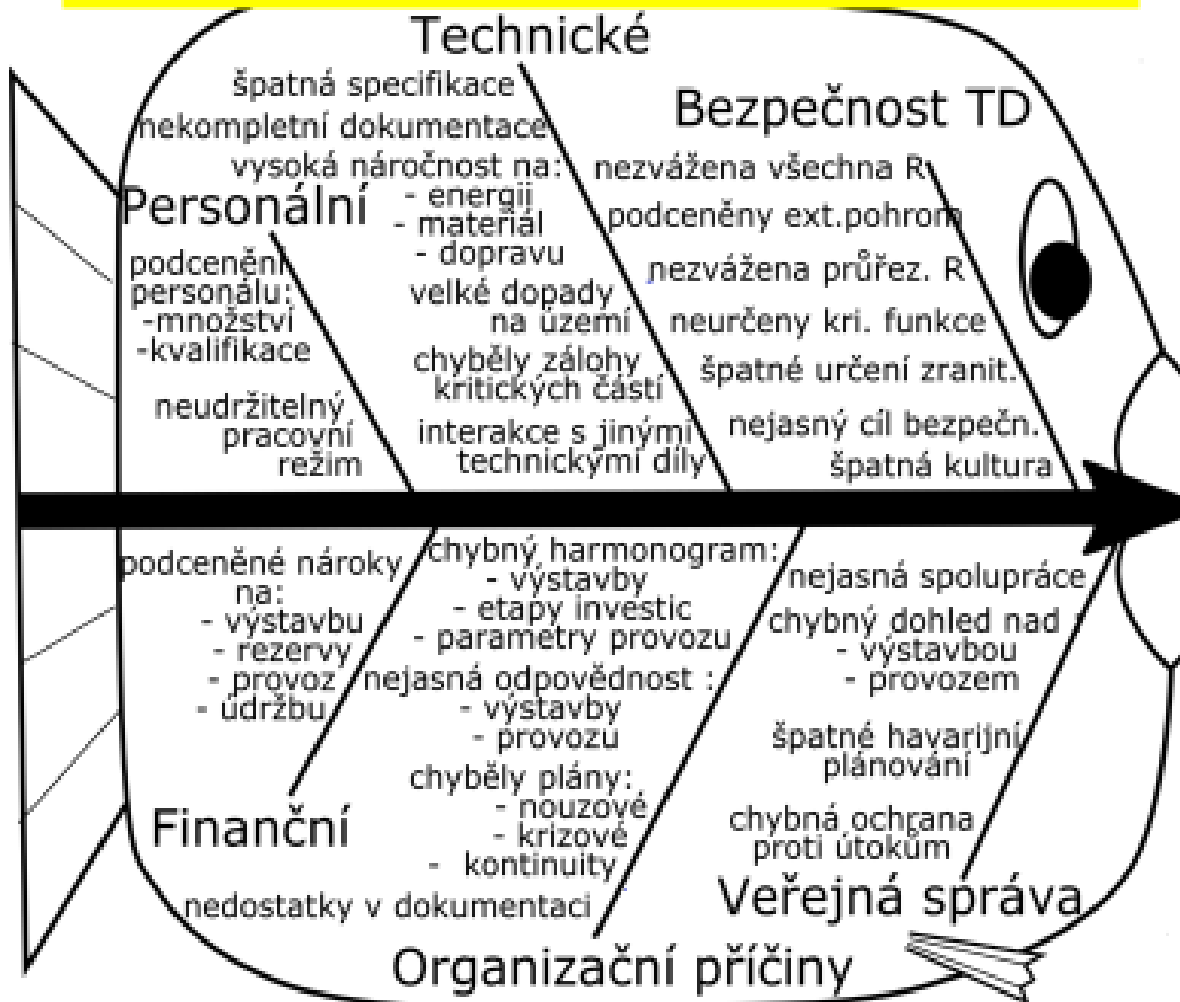 Technické
špatná specifikace
nekompletní dokumentace
vysoká náročnost na:
- energii
- materiál
- dopravu
velké dopady
na území
chyběly zálohy
kritických částí
interakce s jinými
technickými díly
Bezpečnost TD
nezvážena všechna R
podceněny ext.pohrom
nezvážena průřez. R
neurčeny kri. funkce
špatné určení zranit.
nejasný cíl bezpečn.
špatná kultura
Personální
podcenění
personálu:
-množství
-kvalifikace
neudržitelný
pracovní
režim
podceněné nároky
na:
- výstavbu
- rezervy
- provoz
- údržbu
Finanční
chybný harmonogram:
- výstavby
- etapy investic
- parametry provozu
nejasná odpovědnost :
- výstavby
- provozu
chyběly plány:
- nouzové
- krizové
- kontinuity
nedostatky v dokumentaci
Organizační příčiny
nejasná spolupráce
chybný dohled nad
- výstavbou
- provozem
špatné havarijní
plánování
chybná ochrana
proti útokům
Veřejná správa